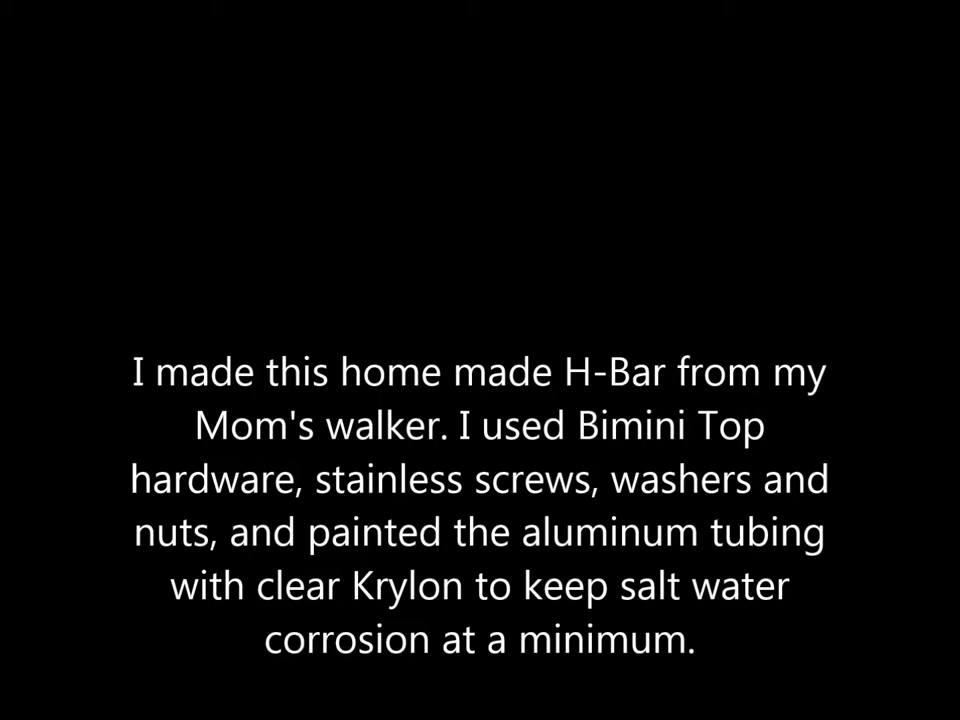 I made this home made H-Bar from my
Mom's walker. I used Bimini Top
hardware, stainless screws, washers and
nuts, and painted the aluminum tubing
with clear Krylon to keep salt water
corrosion at a minimum.